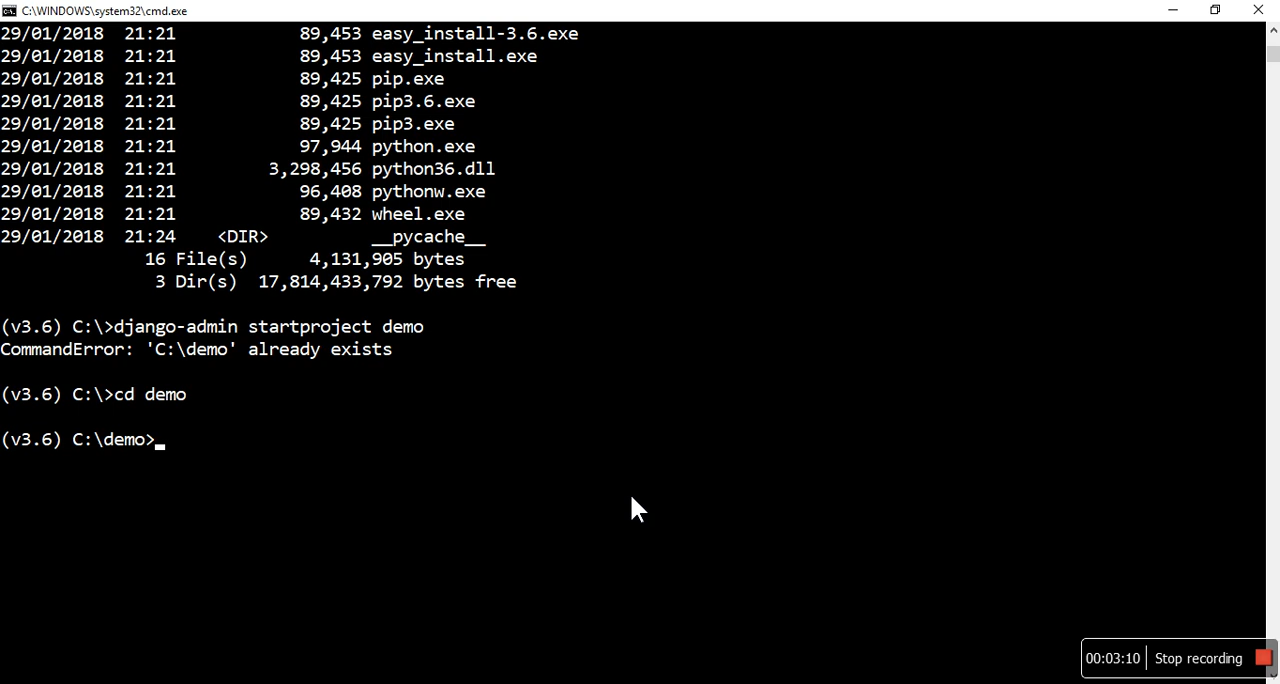 C:\WINDOWS\system32\cmd.exe
29/01/2018  21:21            89,453 easy_install-3.6.exe
29/01/2018  21:21            89,453 easy_install.exe
29/01/2018  21:21            89,425 pip.exe
29/01/2018  21:21            89,425 pip3.6.exe
29/01/2018  21:21            89,425 pip3.exe
29/01/2018  21:21            97,944 python.exe
29/01/2018  21:21         3,298,456 python36.dll
29/01/2018  21:21            96,408 pythonw.exe
29/01/2018  21:21            89,432 wheel.exe
29/01/2018  21:24    <DIR>          __pycache__
              16 File(s)      4,131,905 bytes
               3 Dir(s)  17,814,433,792 bytes free
(v3.6) C:\>django-admin startproject demo
CommandError: 'C:\demo' already exists
(v3.6) C:\>cd demo
(v3.6) C:\demo>
00:03:10 Stop recording